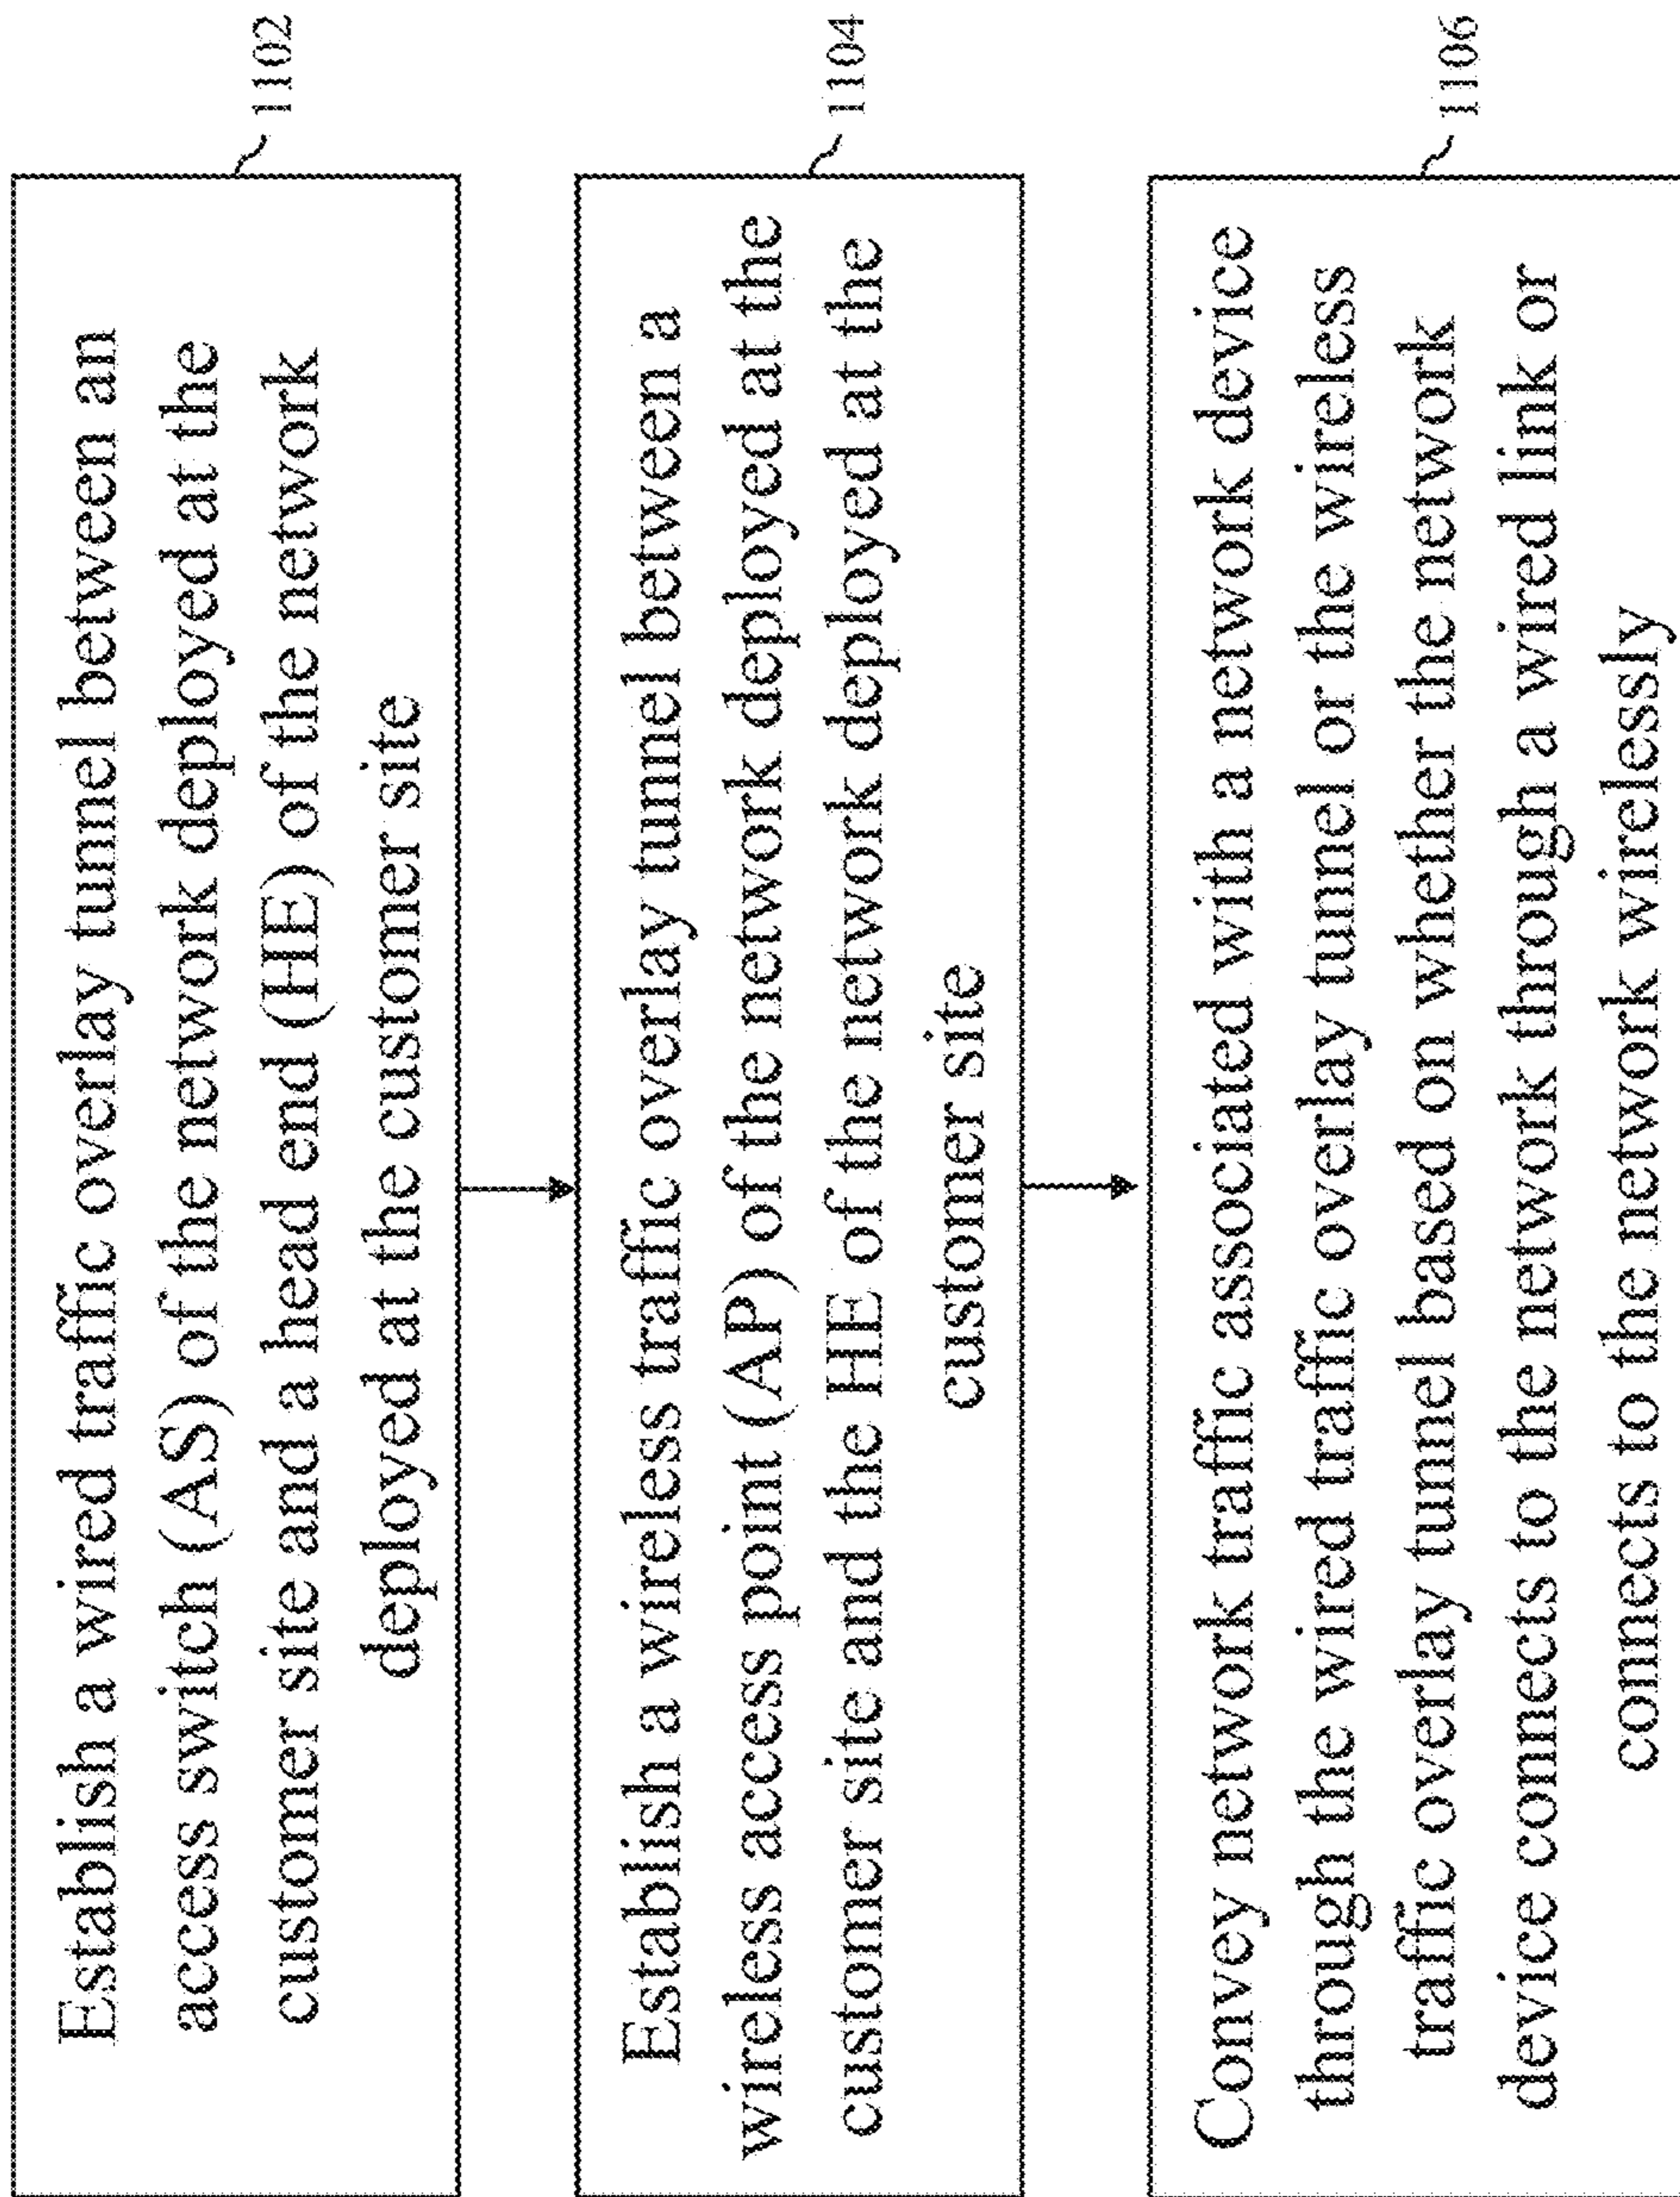 Establish a wired traffic overlay tunnel between an
access switch (AS) of the network deployed at the
customer site and a head end (HE) of the network
deployed at the customer site
1102
Establish a wireless traffic overlay tunnel between a
wireless access point (AP) of the network deployed at the
customer site and the HE of the network deployed at the
customer site
1104
Convey network traffic associated with a network device
through the wired traffic overlay tunnel or the wireless
traffic overlay tunnel based on whether the network
device connects to the network through a wired link or
connects to the network wirelessly
1106